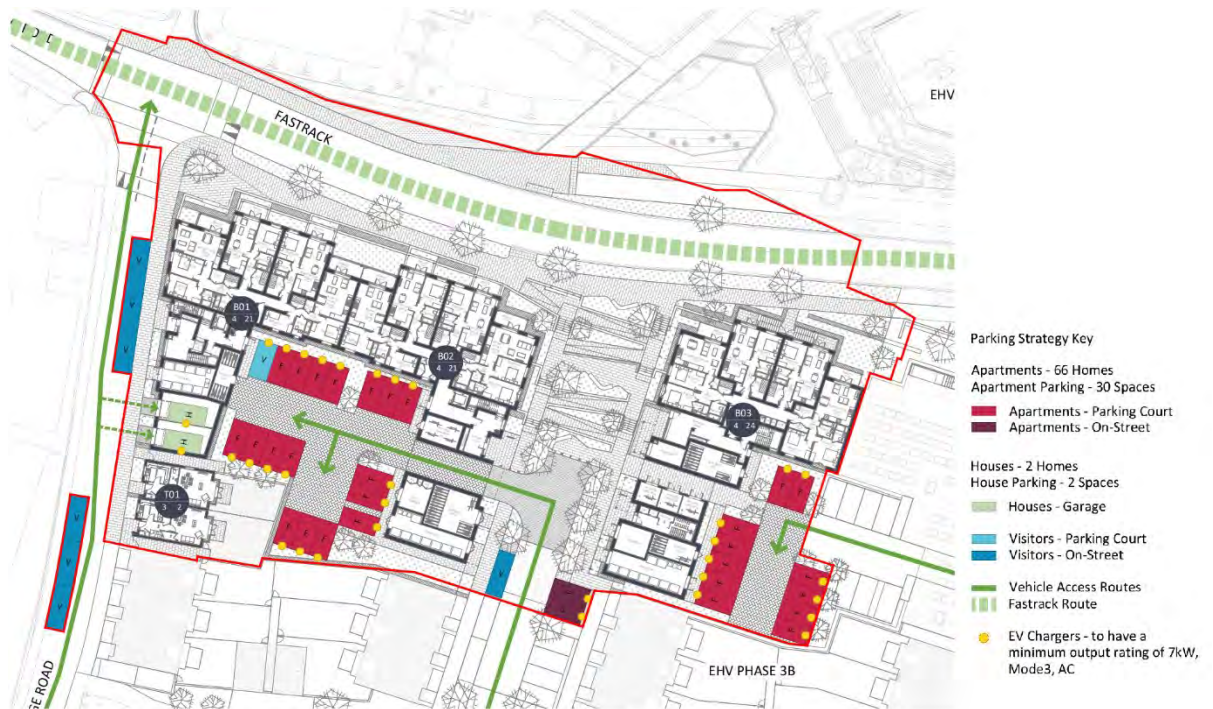 FASTRACK
EHV
B01
4 21
B02
4 21
B03
4 24
T01
3 2
EHV PHASE 3B
Parking Strategy Key
Apartments - 66 Homes
Apartment Parking - 30 Spaces
Apartments - Parking Court
Apartments - On-Street
Houses - 2 Homes
House Parking - 2 Spaces
Houses - Garage
Visitors - Parking Court
Visitors - On-Street
Vehicle Access Routes
Fastrack Route
EV Chargers - to have a
minimum output rating of 7kW,
Mode3, AC
ROAD